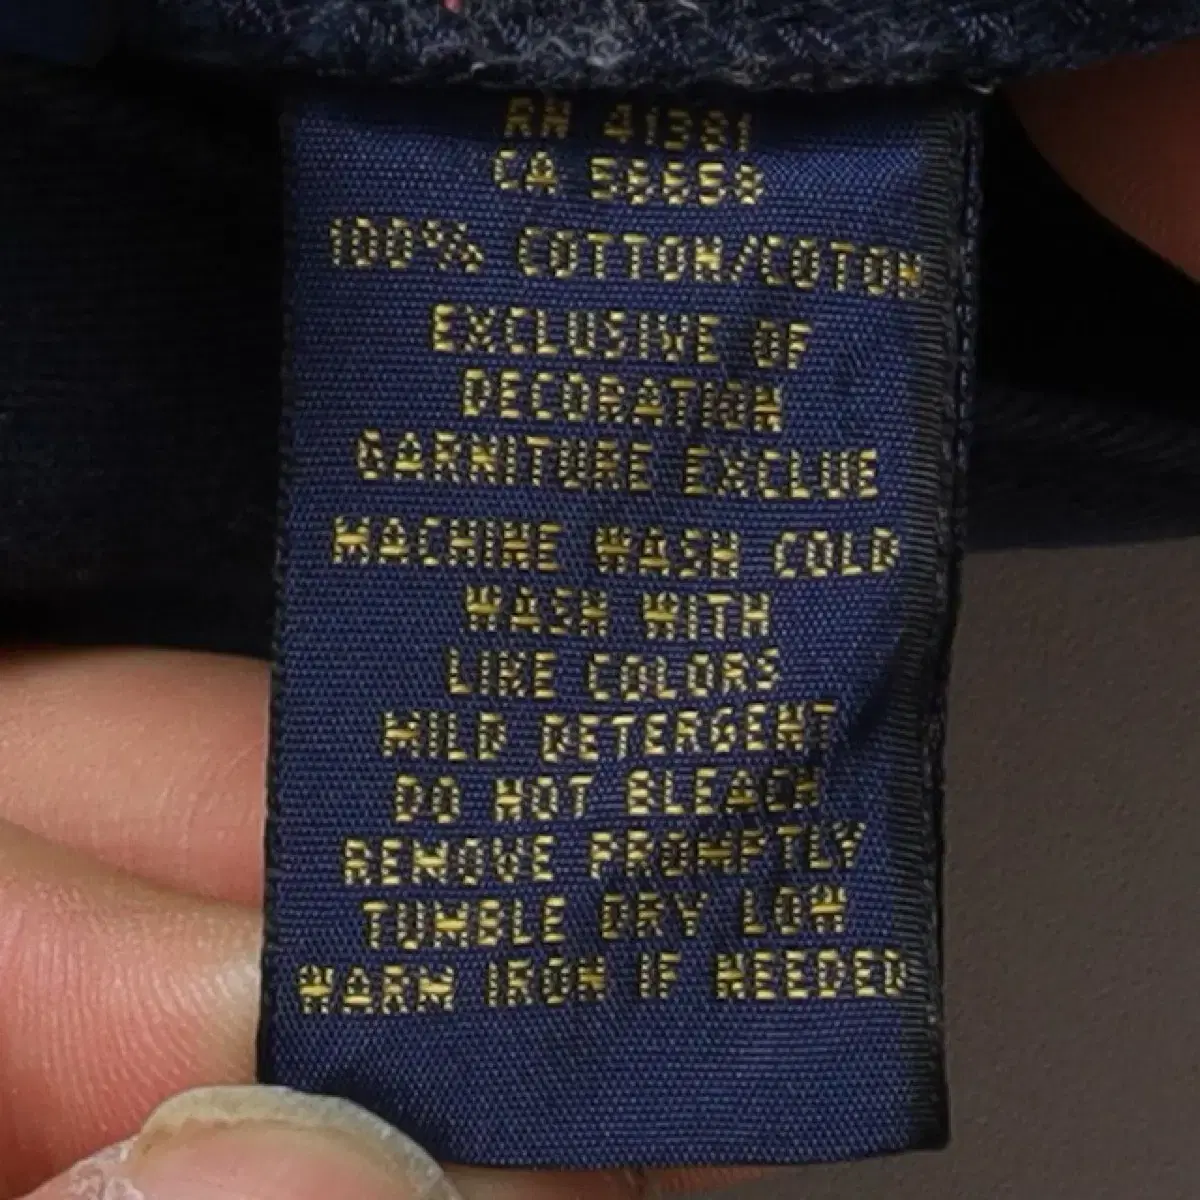 RN 41381
CA 56658
100% COTTON/COTON
EXCLUSIVE OF
DECORATION
GARNITURE EXCLUE
MACHINE WASH COLD
WASH WITH
LIKE COLORS
MILD DETERGENT
DO NOT BLEACH
REMOVE PROMPTLY
TUMBLE DRY LOW
WARM IRON IF NEEDED